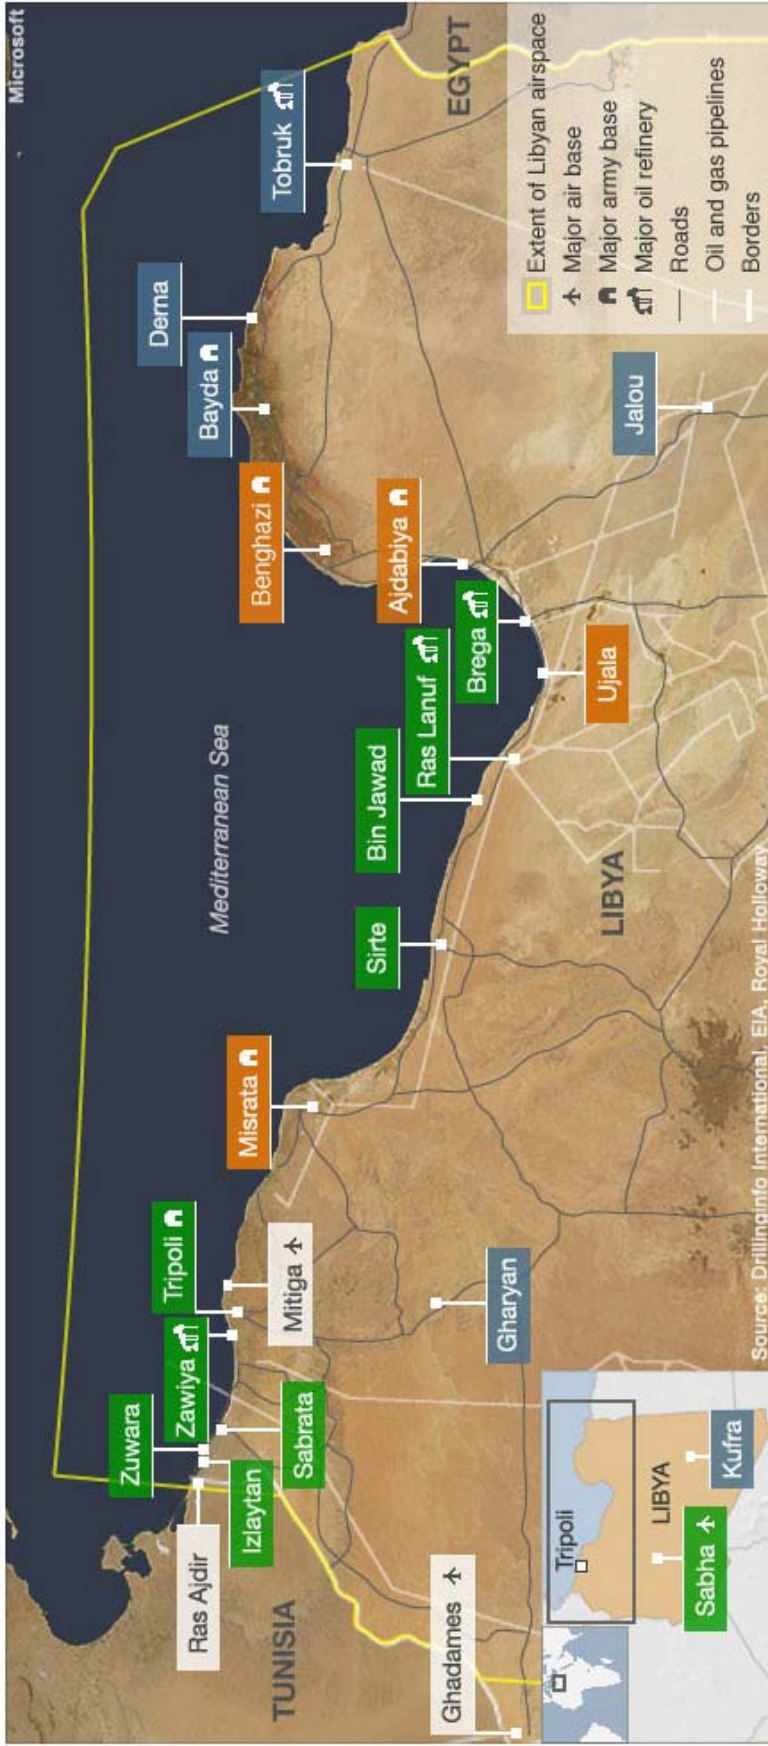 Microsoft
Tobruk
Derna
Bayda
Benghazi
Ajdabiya
Brega
Ras Lanuf
Bin Jawad
Sirte
Misrata
Tripoli
Zawiya
Zuwara
Mitiga
Sabrata
Izlaytan
Ras Ajdir
Ghadames
Gharyan
Ujala
Jalou
Mediterranean Sea
EGYPT
LIBYA
TUNISIA
Extent of Libyan airspace
Major air base
Major army base
Major oil refinery
Roads
Oil and gas pipelines
Borders
Tripoli
LIBYA
Sabha
Kufra
Source: Drillinginfo International, EIA, Royal Holloway